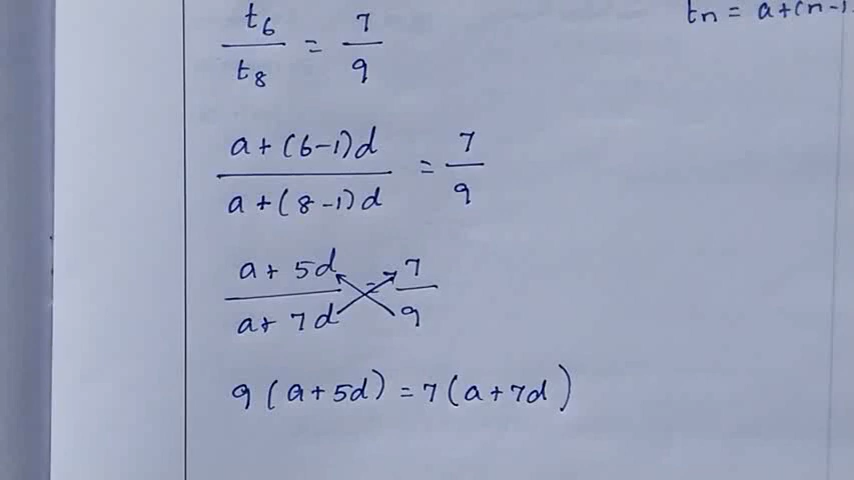 tn = a+(n-1)
t6/t8 = 7/9
a+(6-1)d / a+(8-1)d = 7/9
a+5d / a+7d = 7/9
9(a+5d) = 7(a+7d)